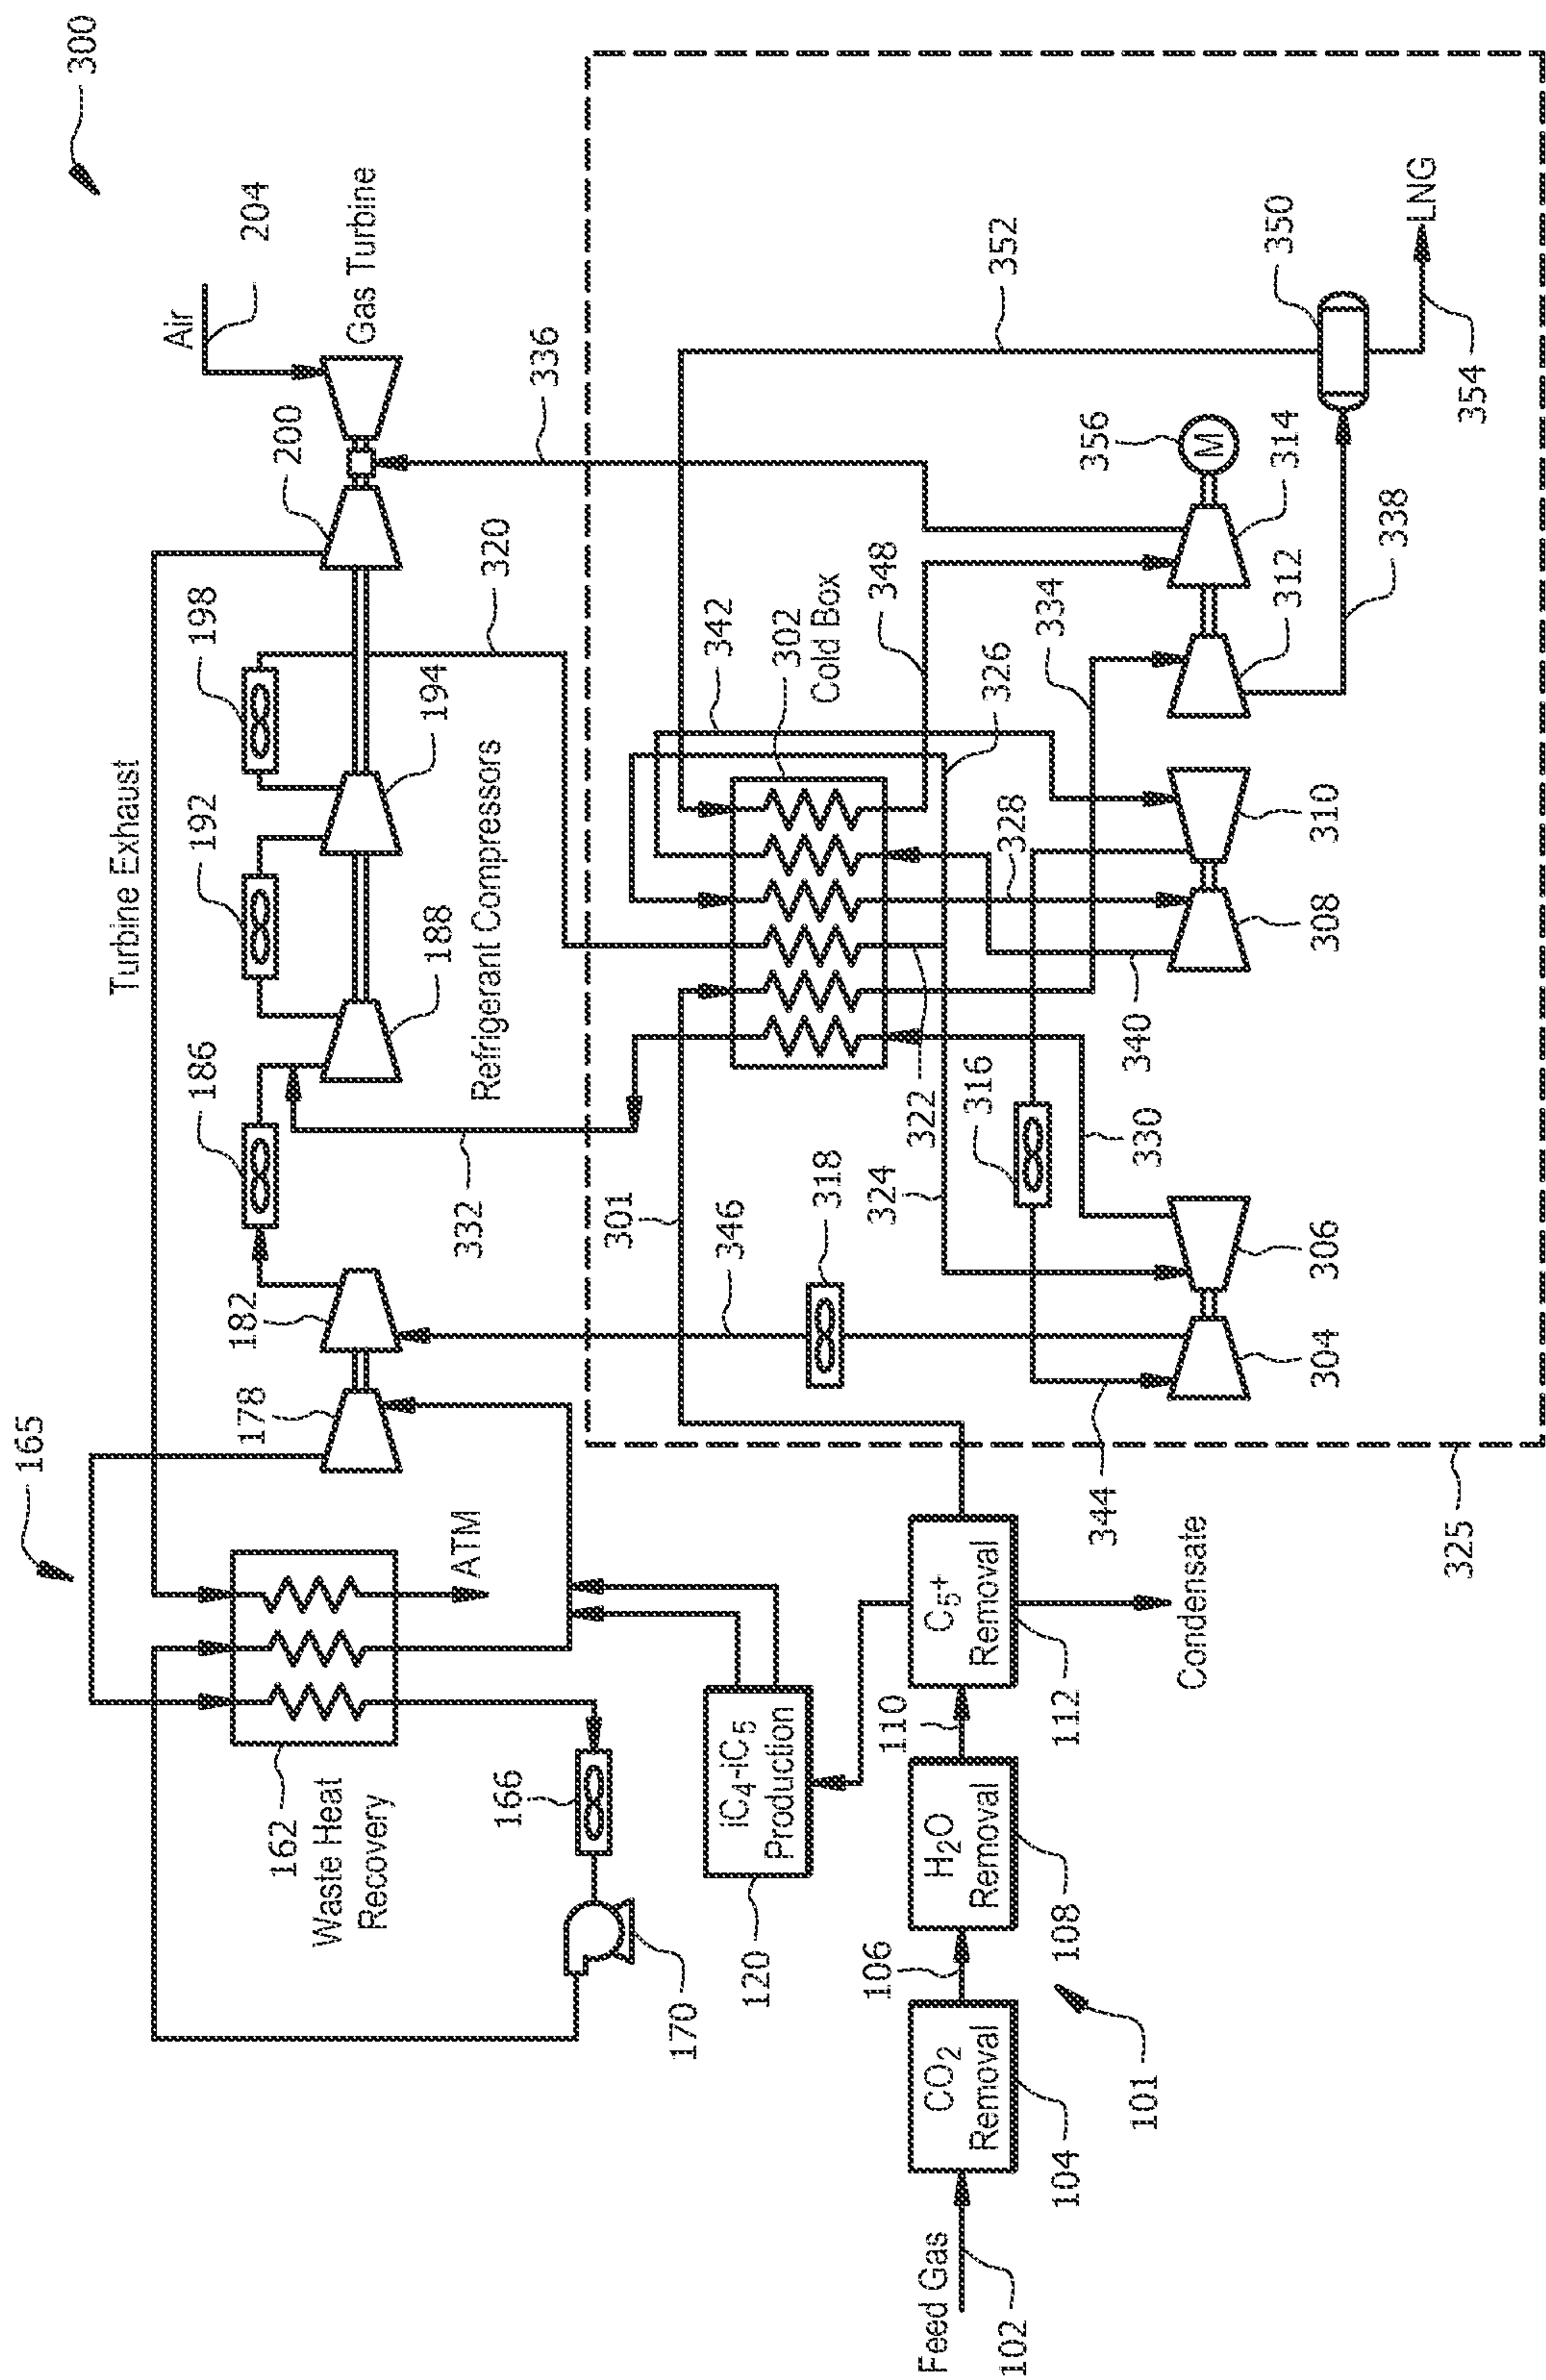 300
165
Turbine Exhaust
Air
204
Gas Turbine
200
198
192
186
182
178
194
188
Refrigerant Compressors
162
Waste Heat
Recovery
ATM
166
170
332
320
336
iC4-iC5
Production
120
301
346
318
342
302
Cold Box
348
352
324
322
326
316
328
334
356
M
350
LNG
354
338
314
312
310
308
340
330
306
304
344
325
Feed Gas
102
CO2
Removal
104
106
H2O
Removal
108
110
C5+
Removal
112
Condensate
101